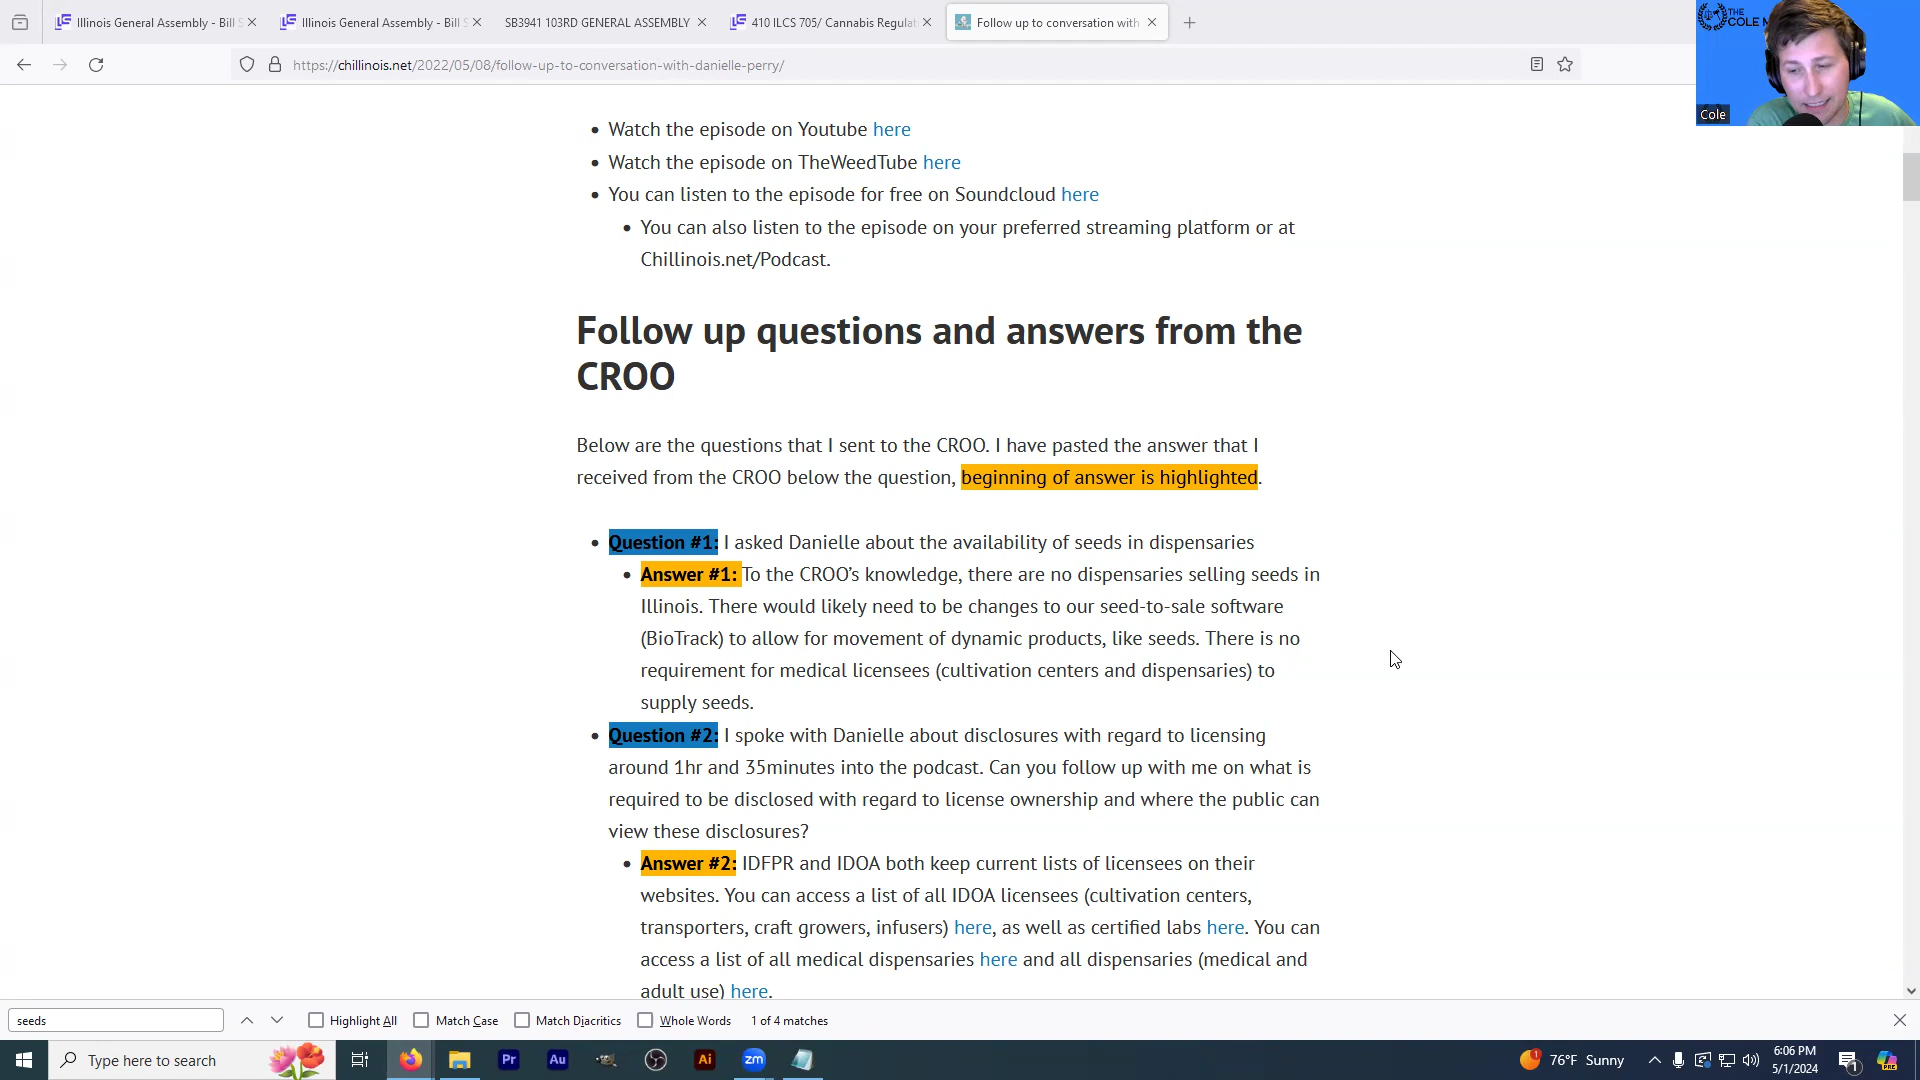 Illinois General Assembly - Bill S
Illinois General Assembly - Bill S
SB3941 103RD GENERAL ASSEMBLY
410 ILCS 705/ Cannabis Regulat
Follow up to conversation with
https://chillinois.net/2022/05/08/follow-up-to-conversation-with-danielle-perry/
THE
COLE M
Cole
Watch the episode on Youtube here
Watch the episode on TheWeedTube here
You can listen to the episode for free on Soundcloud here
You can also listen to the episode on your preferred streaming platform or at
Chillinois.net/Podcast.
Follow up questions and answers from the
CROO
Below are the questions that I sent to the CROO. I have pasted the answer that I
received from the CROO below the question, beginning of answer is highlighted.
Question #1: I asked Danielle about the availability of seeds in dispensaries
Answer #1: To the CROO’s knowledge, there are no dispensaries selling seeds in
Illinois. There would likely need to be changes to our seed-to-sale software
(BioTrack) to allow for movement of dynamic products, like seeds. There is no
requirement for medical licensees (cultivation centers and dispensaries) to
supply seeds.
Question #2: I spoke with Danielle about disclosures with regard to licensing
around 1hr and 35minutes into the podcast. Can you follow up with me on what is
required to be disclosed with regard to license ownership and where the public can
view these disclosures?
Answer #2: IDFPR and IDOA both keep current lists of licensees on their
websites. You can access a list of all IDOA licensees (cultivation centers,
transporters, craft growers, infusers) here, as well as certified labs here. You can
access a list of all medical dispensaries here and all dispensaries (medical and
adult use) here.
seeds
Highlight All
Match Case
Match Diacritics
Whole Words
1 of 4 matches
Type here to search
Pr
Au
Ai
zm
1
76°F Sunny
6:06 PM
5/1/2024
1
PRE